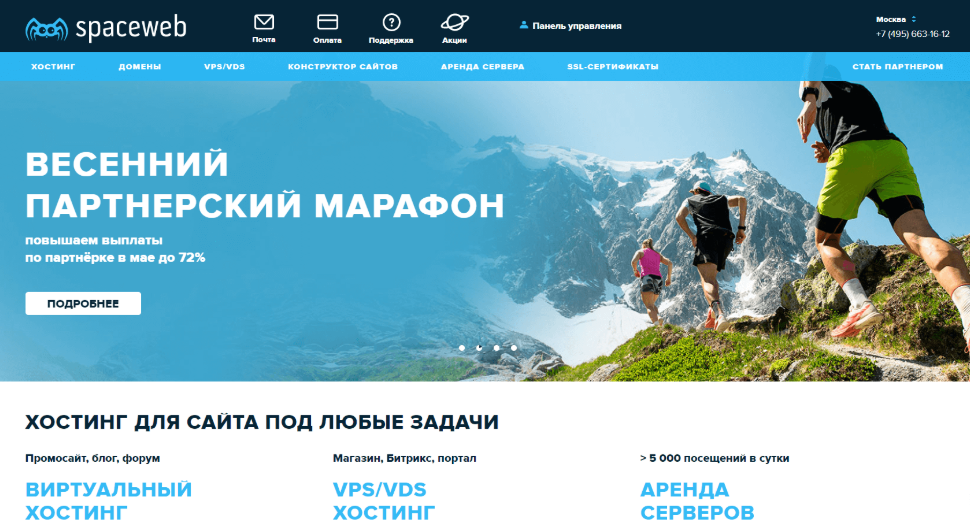 spaceweb
Почта
Оплата
Поддержка
Акции
Панель управления
Москва
+7 (495) 663-16-12
ХОСТИНГ
ДОМЕНЫ
VPS/VDS
КОНСТРУКТОР САЙТОВ
АРЕНДА СЕРВЕРА
SSL-СЕРТИФИКАТЫ
СТАТЬ ПАРТНЕРОМ
ВЕСЕННИЙ
ПАРТНЕРСКИЙ МАРАФОН
повышаем выплаты
по партнёрке в мае до 72%
ПОДРОБНЕЕ
ХОСТИНГ ДЛЯ САЙТА ПОД ЛЮБЫЕ ЗАДАЧИ
Промосайт, блог, форум
ВИРТУАЛЬНЫЙ
ХОСТИНГ
Магазин, Битрикс, портал
VPS/VDS
ХОСТИНГ
> 5 000 посещений в сутки
АРЕНДА
СЕРВЕРОВ